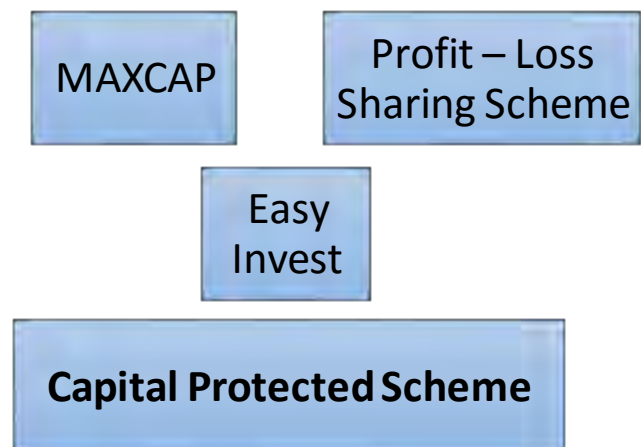 MAXCAP
Profit – Loss
Sharing Scheme
Easy
Invest
Capital Protected Scheme